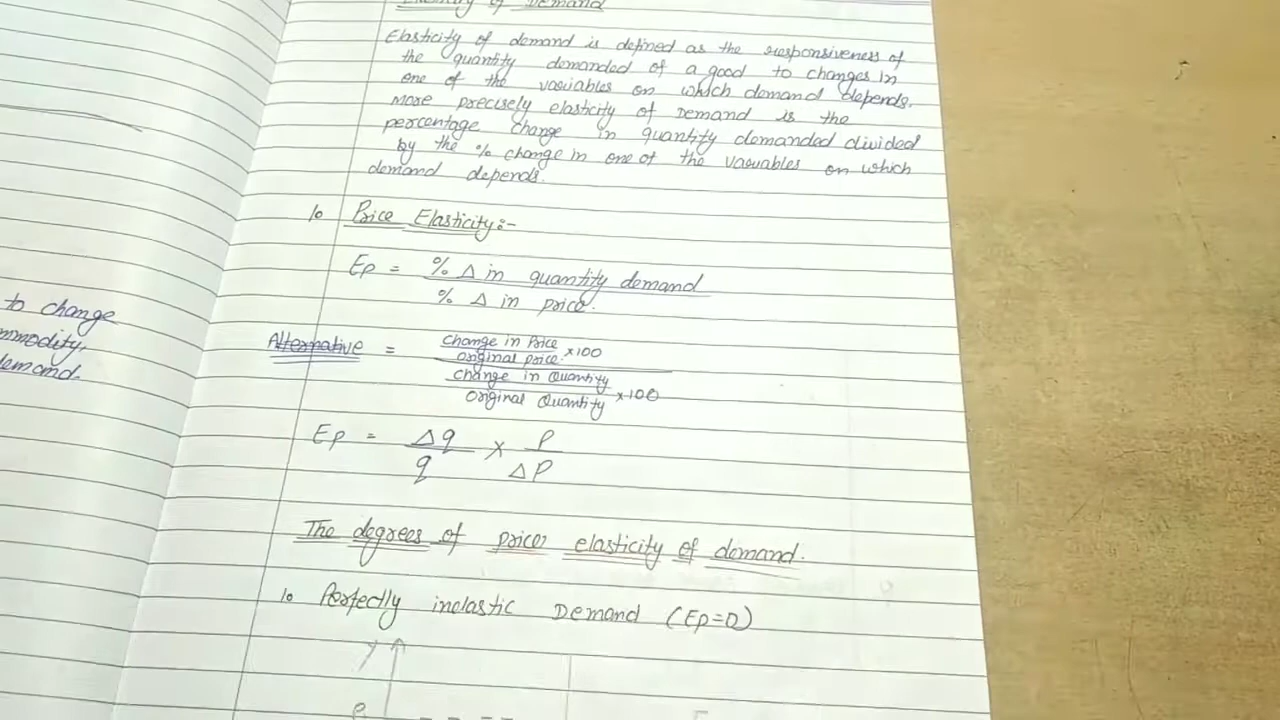 Elasticity of Demand
Elasticity of demand is defined as the responsiveness of
the quantity demanded of a good to changes in
one of the variables on which demand depends.
More precisely elasticity of Demand is the
percentage change in quantity demanded divided
by the % change in one of the variables on which
demand depends.
1. Price Elasticity:-
Ep = % Δ in quantity demand
% Δ in price.
Alternative = change in Price
original price × 100
change in Quantity
original Quantity × 100
Ep = Δq / q × P / ΔP
The degrees of prices elasticity of demand.
1. Perfectly inelastic Demand (Ep=0)
y
P
to change
mmodity,
demand.